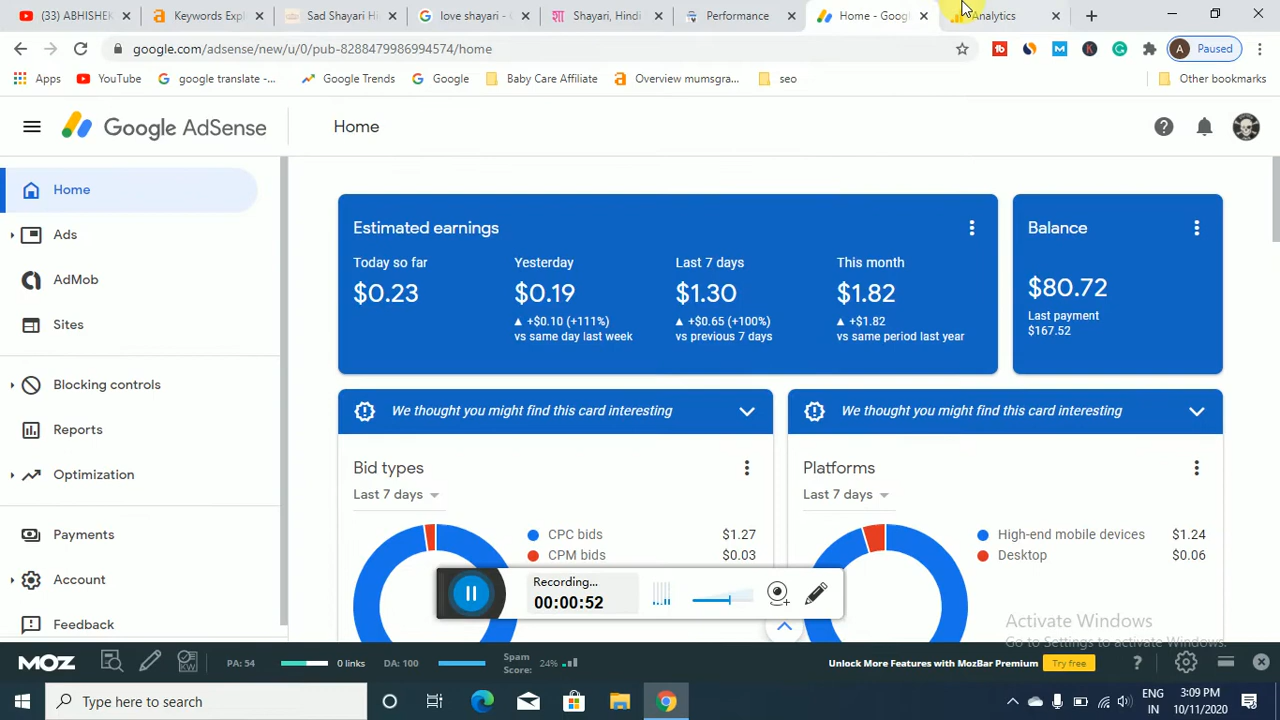 (33) ABHISHEK
Keywords Expl
Sad Shayari Hi
love shayari -
Shayari, Hindi
Performance
Home - Goog
Analytics
google.com/adsense/new/u/0/pub-8288479986994574/home
A Paused
Apps
YouTube
google translate -...
Google Trends
Google
Baby Care Affiliate
Overview mumsgra...
seo
Other bookmarks
Google AdSense
Home
Home
Ads
AdMob
Sites
Blocking controls
Reports
Optimization
Payments
Account
Feedback
Estimated earnings
Today so far
$0.23
Yesterday
$0.19
+$0.10 (+111%)
vs same day last week
Last 7 days
$1.30
+$0.65 (+100%)
vs previous 7 days
This month
$1.82
+$1.82
vs same period last year
Balance
$80.72
Last payment
$167.52
We thought you might find this card interesting
Bid types
Last 7 days
CPC bids $1.27
CPM bids $0.03
We thought you might find this card interesting
Platforms
Last 7 days
High-end mobile devices $1.24
Desktop $0.06
Recording...
00:00:52
Activate Windows
Go to Settings to activate Windows.
MOZ
PA: 54
0 links
DA: 100
Spam
Score: 24%
Unlock More Features with MozBar Premium
Try free
?
Type here to search
ENG
IN
3:09 PM
10/11/2020